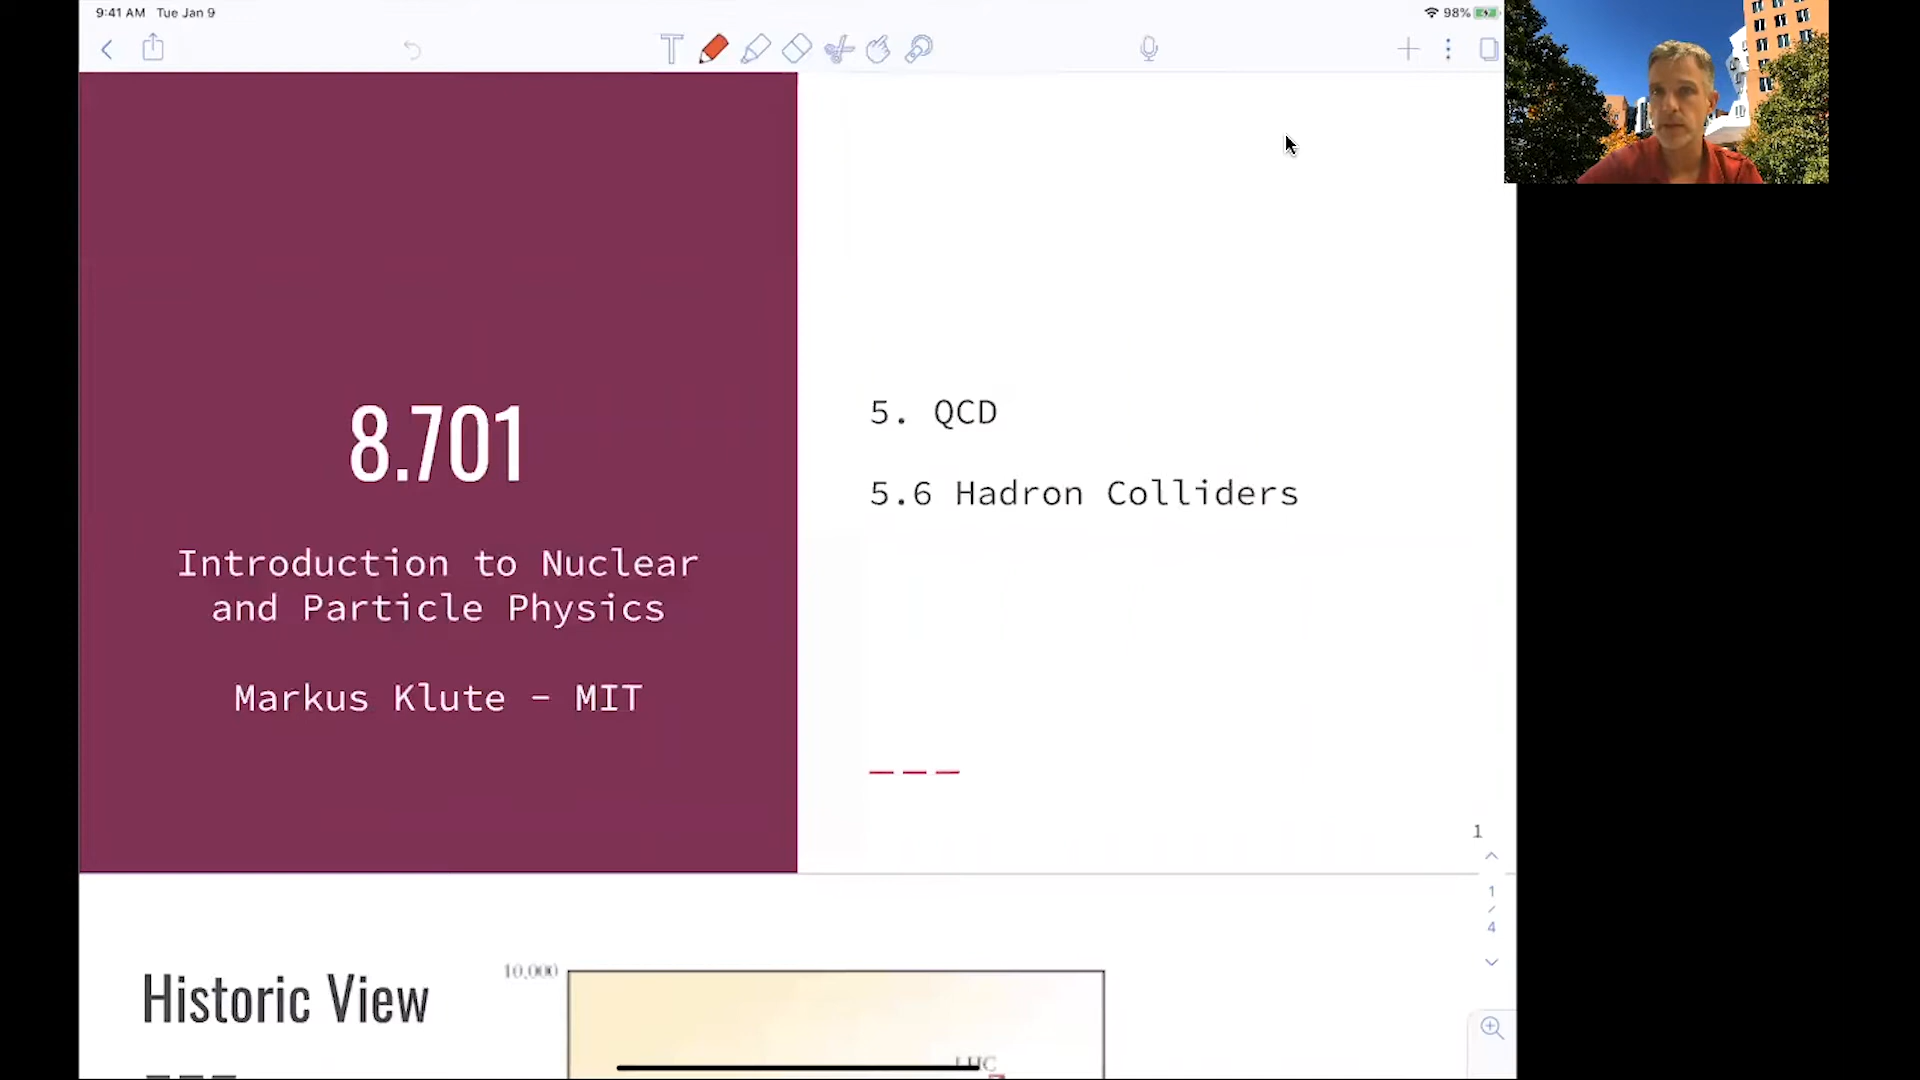 9:41 AM Tue Jan 9
98%
8.701
Introduction to Nuclear
and Particle Physics
Markus Klute - MIT
5. QCD
5.6 Hadron Colliders
1
1
/
4
Historic View
10,000
LHC